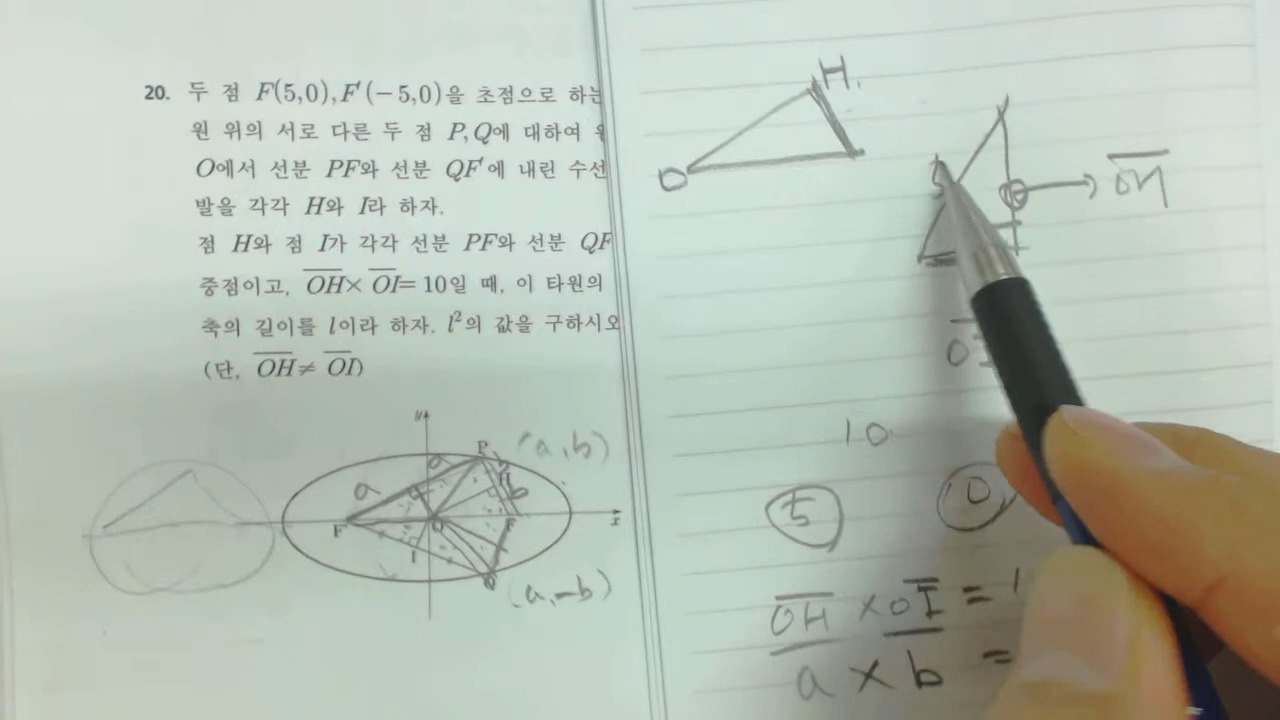 20. 두 점 F(5,0), F′(−5,0)을 초점으로 하는
원 위의 서로 다른 두 점 P, Q에 대하여
O에서 선분 PF와 선분 QF′에 내린 수선
발을 각각 H와 I라 하자.
점 H와 점 I가 각각 선분 PF와 선분 QF
중점이고, OH× OI=10일 때, 이 타원의
축의 길이를 l이라 하자. l²의 값을 구하시오
(단, OH≠ OI)
y
P
(a, b)
a
a
H
b
F′
O
F
x
I
(a, -b)
H.
O
5
OH
10
5
OH × OI = 1
a × b =